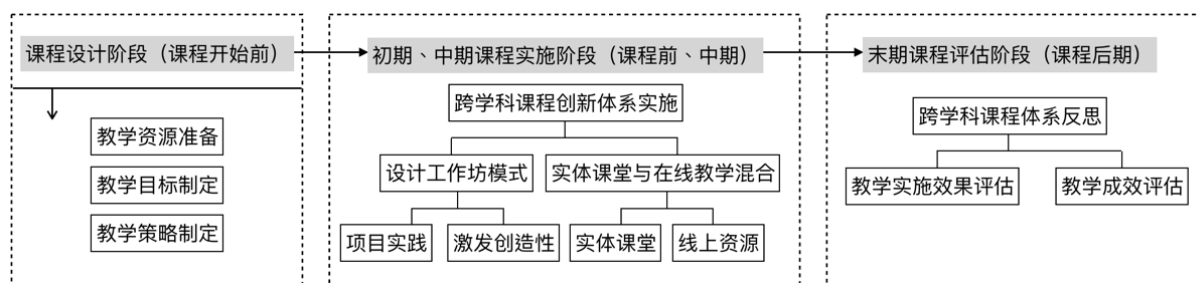 课程设计阶段（课程开始前）
教学资源准备
教学目标制定
教学策略制定
初期、中期课程实施阶段（课程前、中期）
跨学科课程创新体系实施
设计工作坊模式
实体课堂与在线教学混合
项目实践
激发创造性
实体课堂
线上资源
末期课程评估阶段（课程后期）
跨学科课程体系反思
教学实施效果评估
教学成效评估